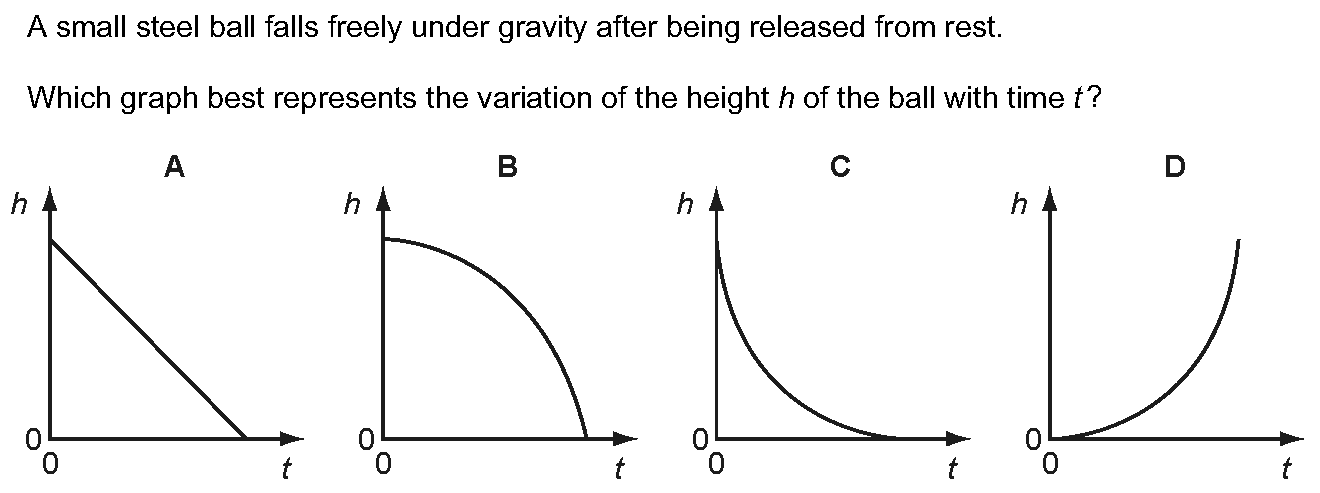 A small steel ball falls freely under gravity after being released from rest.
Which graph best represents the variation of the height h of the ball with time t?
A B C D
h h h h
0 0 0 0
0 t 0 t 0 t 0 t